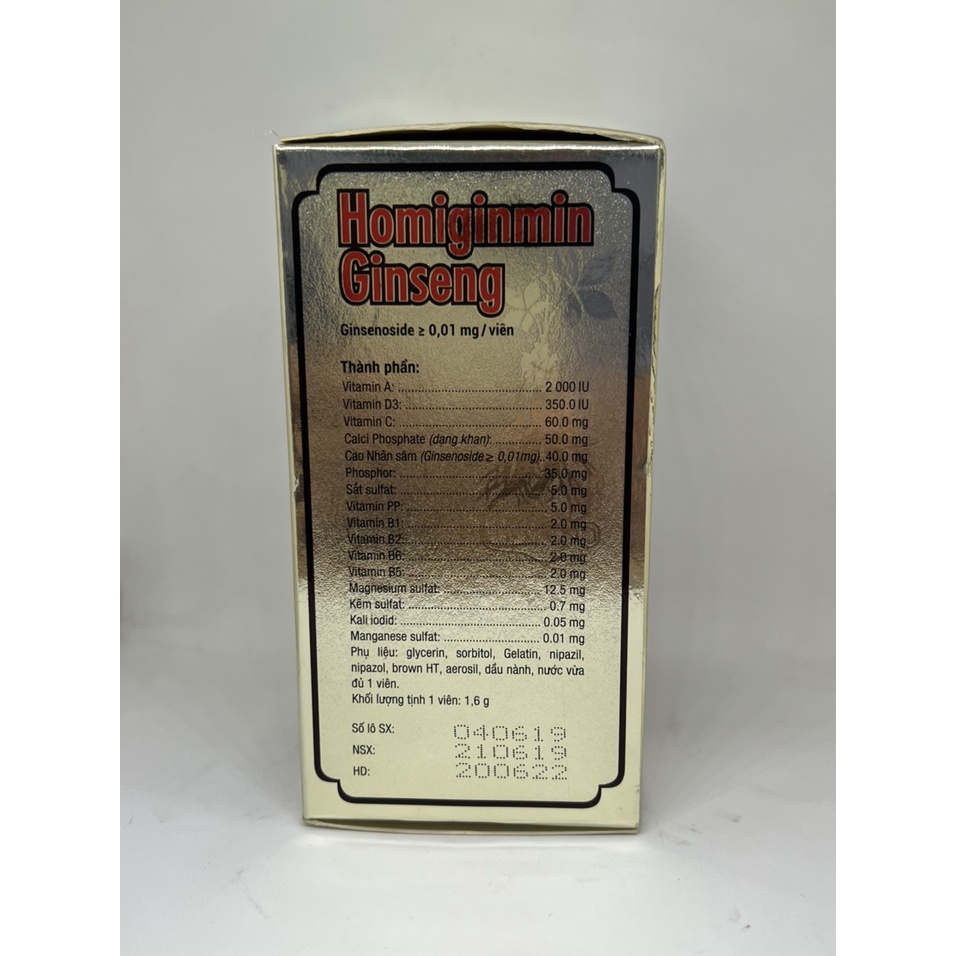 Homiginmin
Ginseng
Ginsenoside ≥ 0,01 mg/viên
Thành phần:
Vitamin A: ........ 2 000 IU
Vitamin D3: ........ 350.0 IU
Vitamin C: ........ 60.0 mg
Calci Phosphate (dạng khan): ........ 50.0 mg
Cao Nhân sâm (Ginsenoside ≥ 0,01mg)..40.0 mg
Phosphor: ........ 35.0 mg
Sắt sulfat: ........ 5.0 mg
Vitamin PP: ........ 5.0 mg
Vitamin B1: ........ 2.0 mg
Vitamin B2: ........ 2.0 mg
Vitamin B6: ........ 2.0 mg
Vitamin B5: ........ 2.0 mg
Magnesium sulfat: ........ 12.5 mg
Kẽm sulfat: ........ 0.7 mg
Kali iodid: ........ 0.05 mg
Manganese sulfat: ........ 0.01 mg
Phụ liệu: glycerin, sorbitol, Gelatin, nipazil,
nipazol, brown HT, aerosil, dầu nành, nước vừa
đủ 1 viên.
Khối lượng tịnh 1 viên: 1,6 g
Số lô SX: 040619
NSX: 210619
HD: 200622